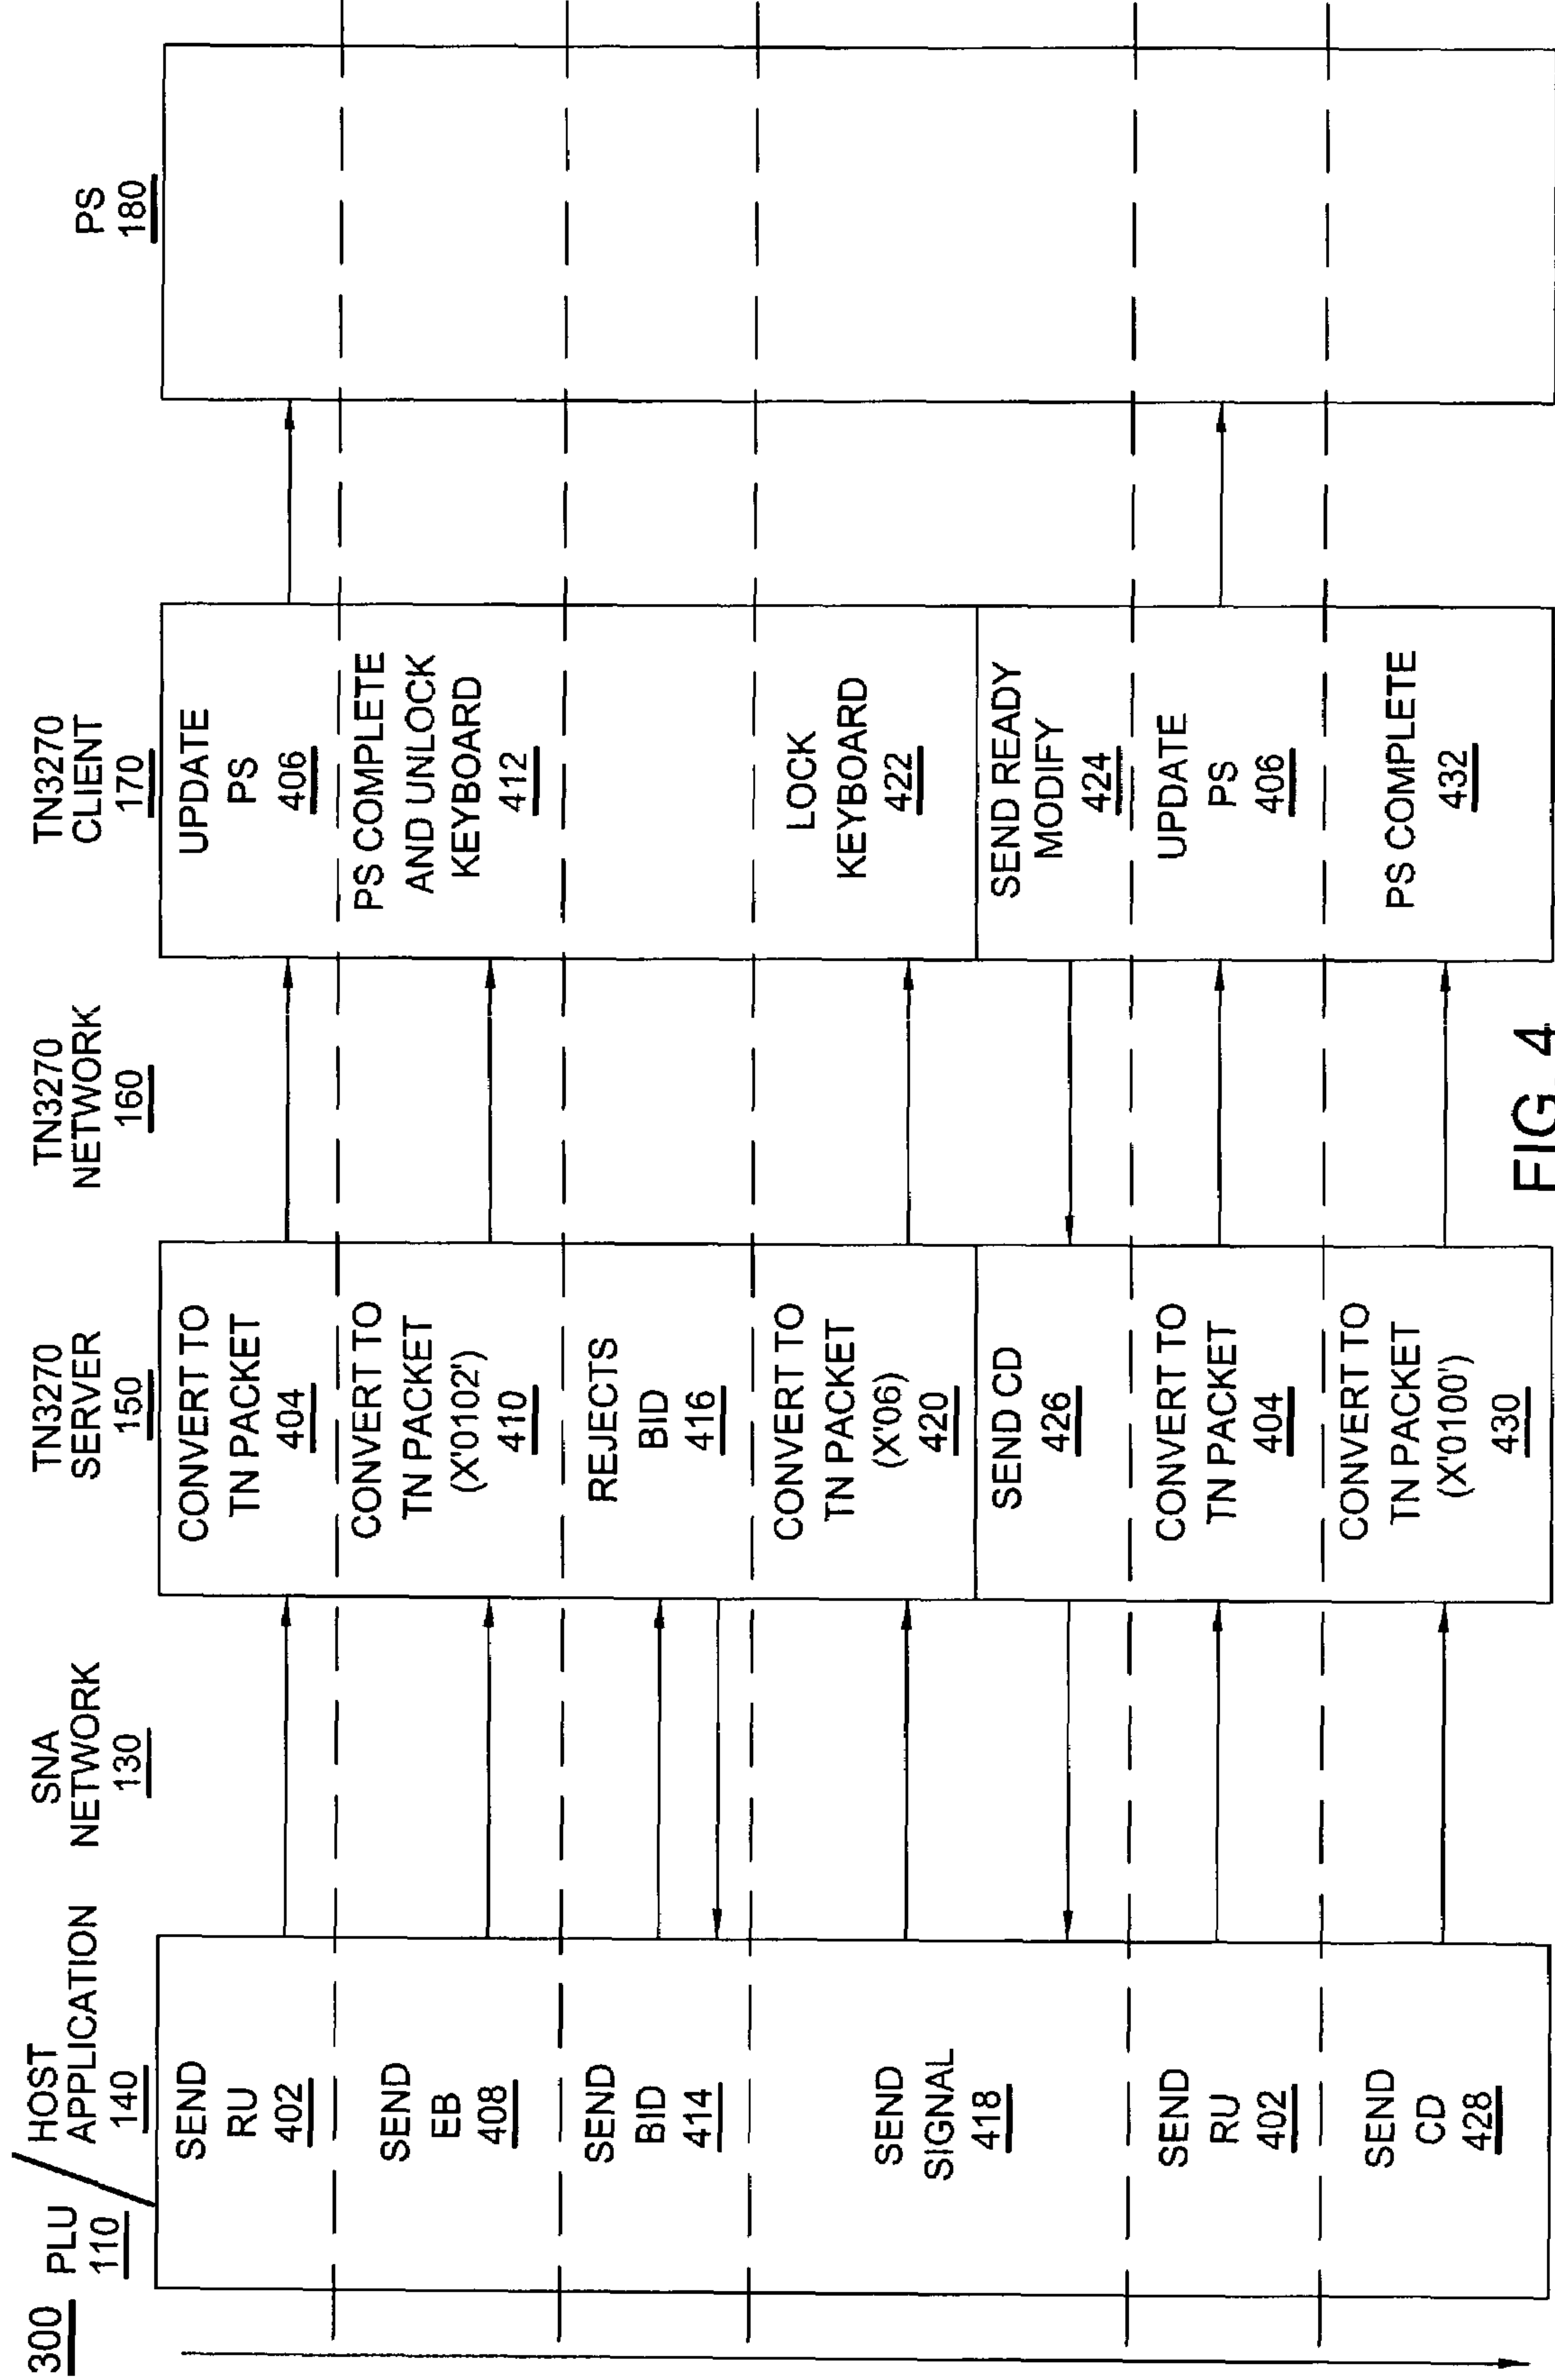 300
PLU
110
HOST
APPLICATION
140
SNA
NETWORK
130
TN3270
SERVER
150
TN3270
NETWORK
160
TN3270
CLIENT
170
PS
180
SEND
RU
402
CONVERT TO
TN PACKET
404
UPDATE
PS
406
SEND
EB
408
CONVERT TO
TN PACKET
(X'0102')
410
PS COMPLETE
AND UNLOCK
KEYBOARD
412
SEND
BID
414
REJECTS
BID
416
SEND
SIGNAL
418
CONVERT TO
TN PACKET
(X'06)
420
LOCK
KEYBOARD
422
SEND CD
426
SEND READY
MODIFY
424
SEND
RU
402
CONVERT TO
TN PACKET
404
UPDATE
PS
406
SEND
CD
428
CONVERT TO
TN PACKET
(X'0100')
430
PS COMPLETE
432
FIG. 4